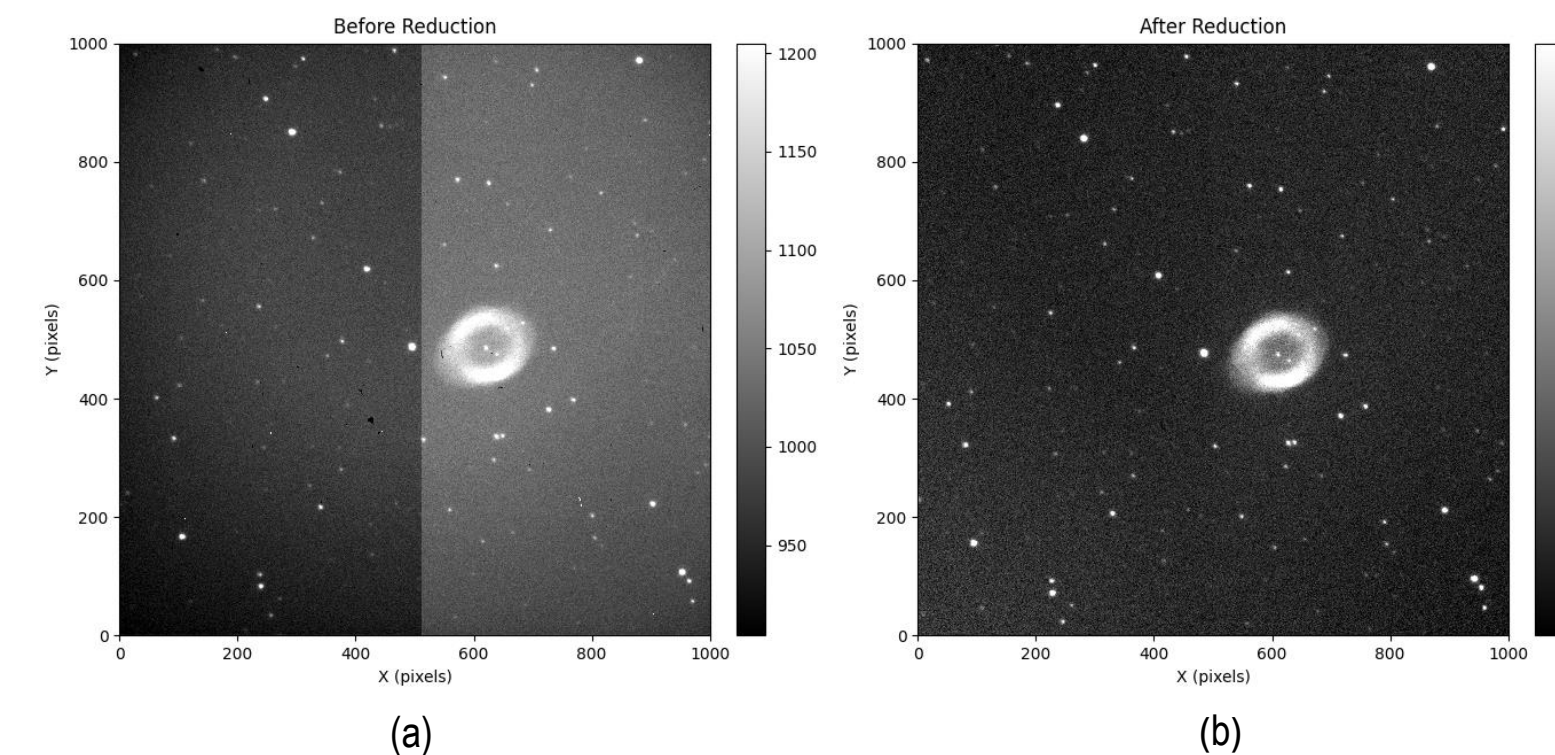 Before Reduction
1000
800
600
400
200
0
Y (pixels)
0 200 400 600 800 1000
X (pixels)
1200
1150
1100
1050
1000
950
(a)
After Reduction
1000
800
600
400
200
0
Y (pixels)
0 200 400 600 800 1000
X (pixels)
(b)